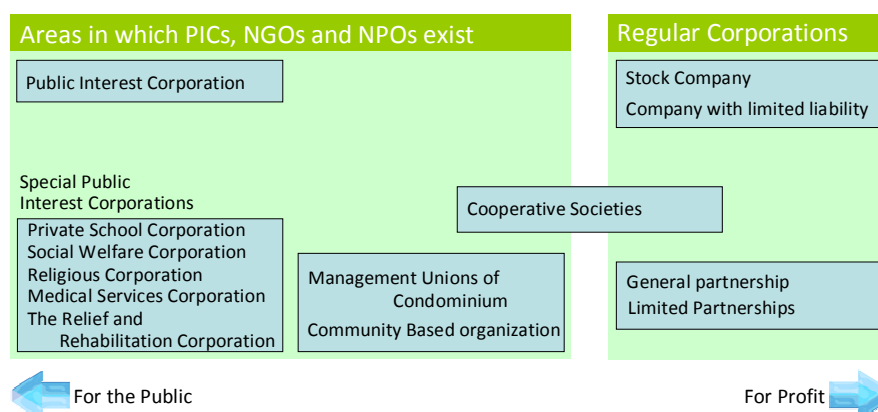 Areas in which PICs, NGOs and NPOs exist
Public Interest Corporation
Special Public
Interest Corporations
Private School Corporation
Social Welfare Corporation
Religious Corporation
Medical Services Corporation
The Relief and
Rehabilitation Corporation
Management Unions of
Condominium
Community Based organization
Cooperative Societies
Regular Corporations
Stock Company
Company with limited liability
General partnership
Limited Partnerships
For the Public
For Profit